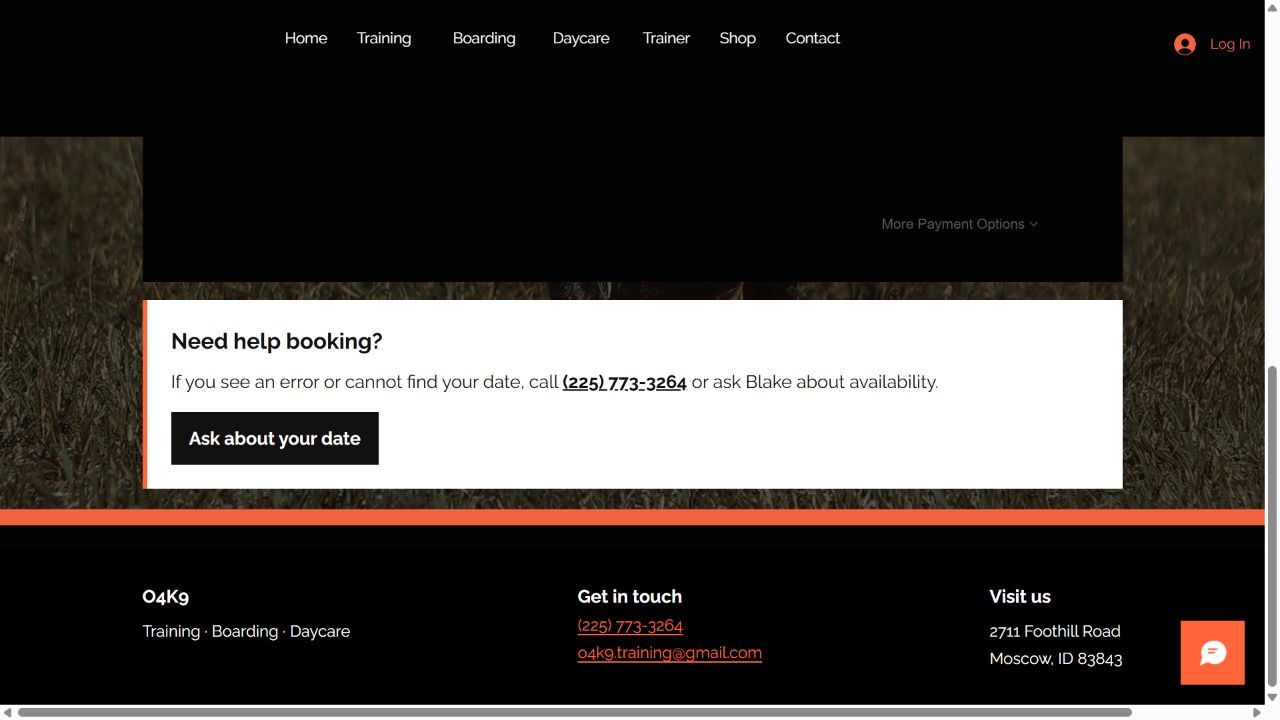 Home Training Boarding Daycare Trainer Shop Contact
Log In
More Payment Options
Need help booking?
If you see an error or cannot find your date, call (225) 773-3264 or ask Blake about availability.
Ask about your date
O4K9
Training · Boarding · Daycare
Get in touch
(225) 773-3264
o4k9.training@gmail.com
Visit us
2711 Foothill Road
Moscow, ID 83843